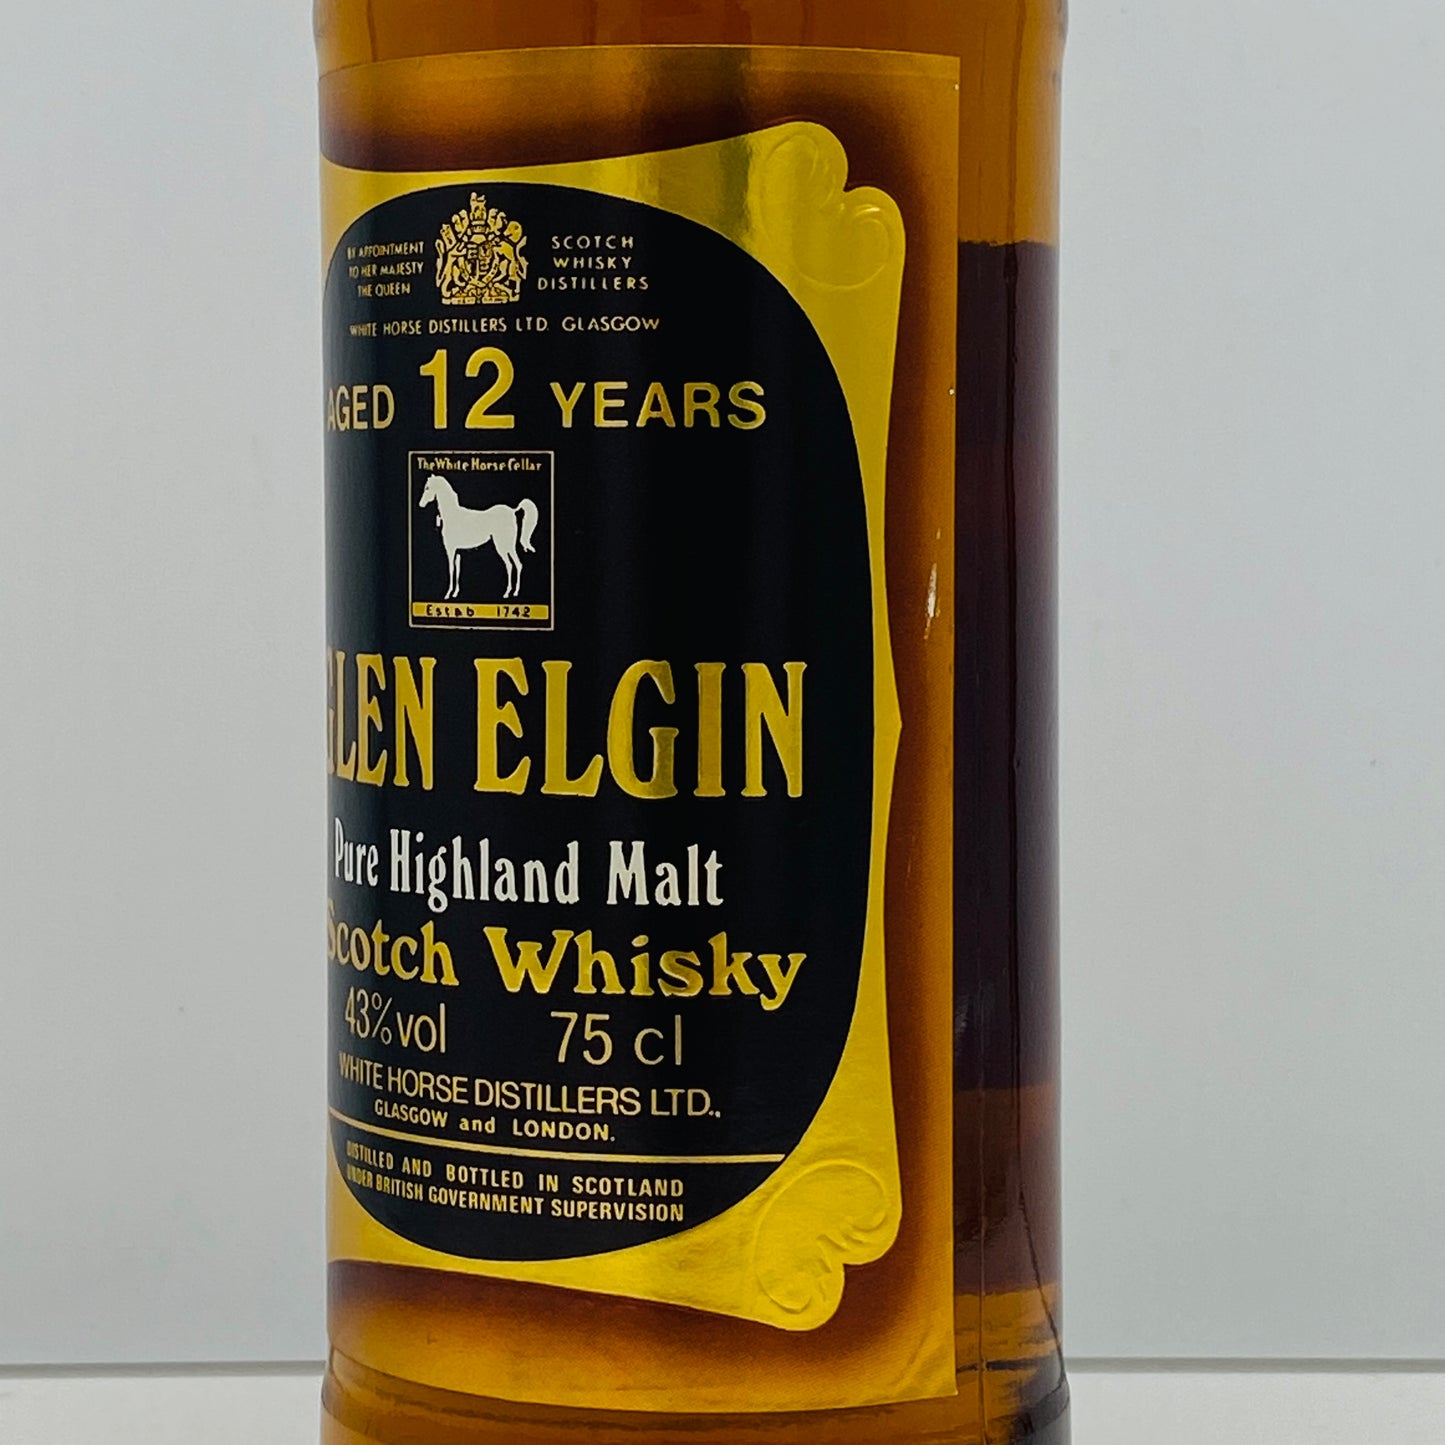 BY APPOINTMENT
TO HER MAJESTY
THE QUEEN
SCOTCH
WHISKY
DISTILLERS
WHITE HORSE DISTILLERS LTD. GLASGOW
AGED 12 YEARS
The White Horse Cellar
Estab 1742
GLEN ELGIN
Pure Highland Malt
Scotch Whisky
43% vol 75 cl
WHITE HORSE DISTILLERS LTD.,
GLASGOW and LONDON.
DISTILLED AND BOTTLED IN SCOTLAND
UNDER BRITISH GOVERNMENT SUPERVISION